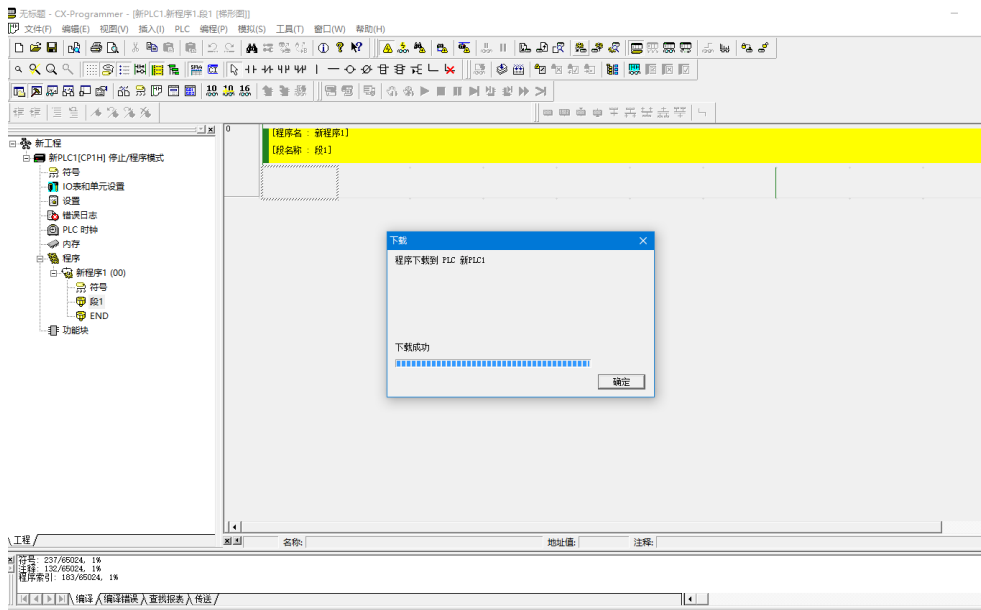 无标题 - CX-Programmer - [新PLC1.新程序1.段1 [梯形图]]
文件(F) 编辑(E) 视图(V) 插入(I) PLC 编程(P) 模拟(S) 工具(T) 窗口(W) 帮助(H)
10 10 16
新工程
新PLC1[CP1H] 停止/程序模式
符号
IO表和单元设置
设置
错误日志
PLC 时钟
内存
程序
新程序1 (00)
符号
段1
END
功能块
工程
0
[程序名 : 新程序1]
[段名称 : 段1]
下载
程序下载到 PLC 新PLC1
下载成功
确定
名称: 地址值: 注释:
符号: 237/65024, 1%
注释: 132/65024, 1%
程序索引: 183/65024, 1%
编译 编译错误 查找报表 传送